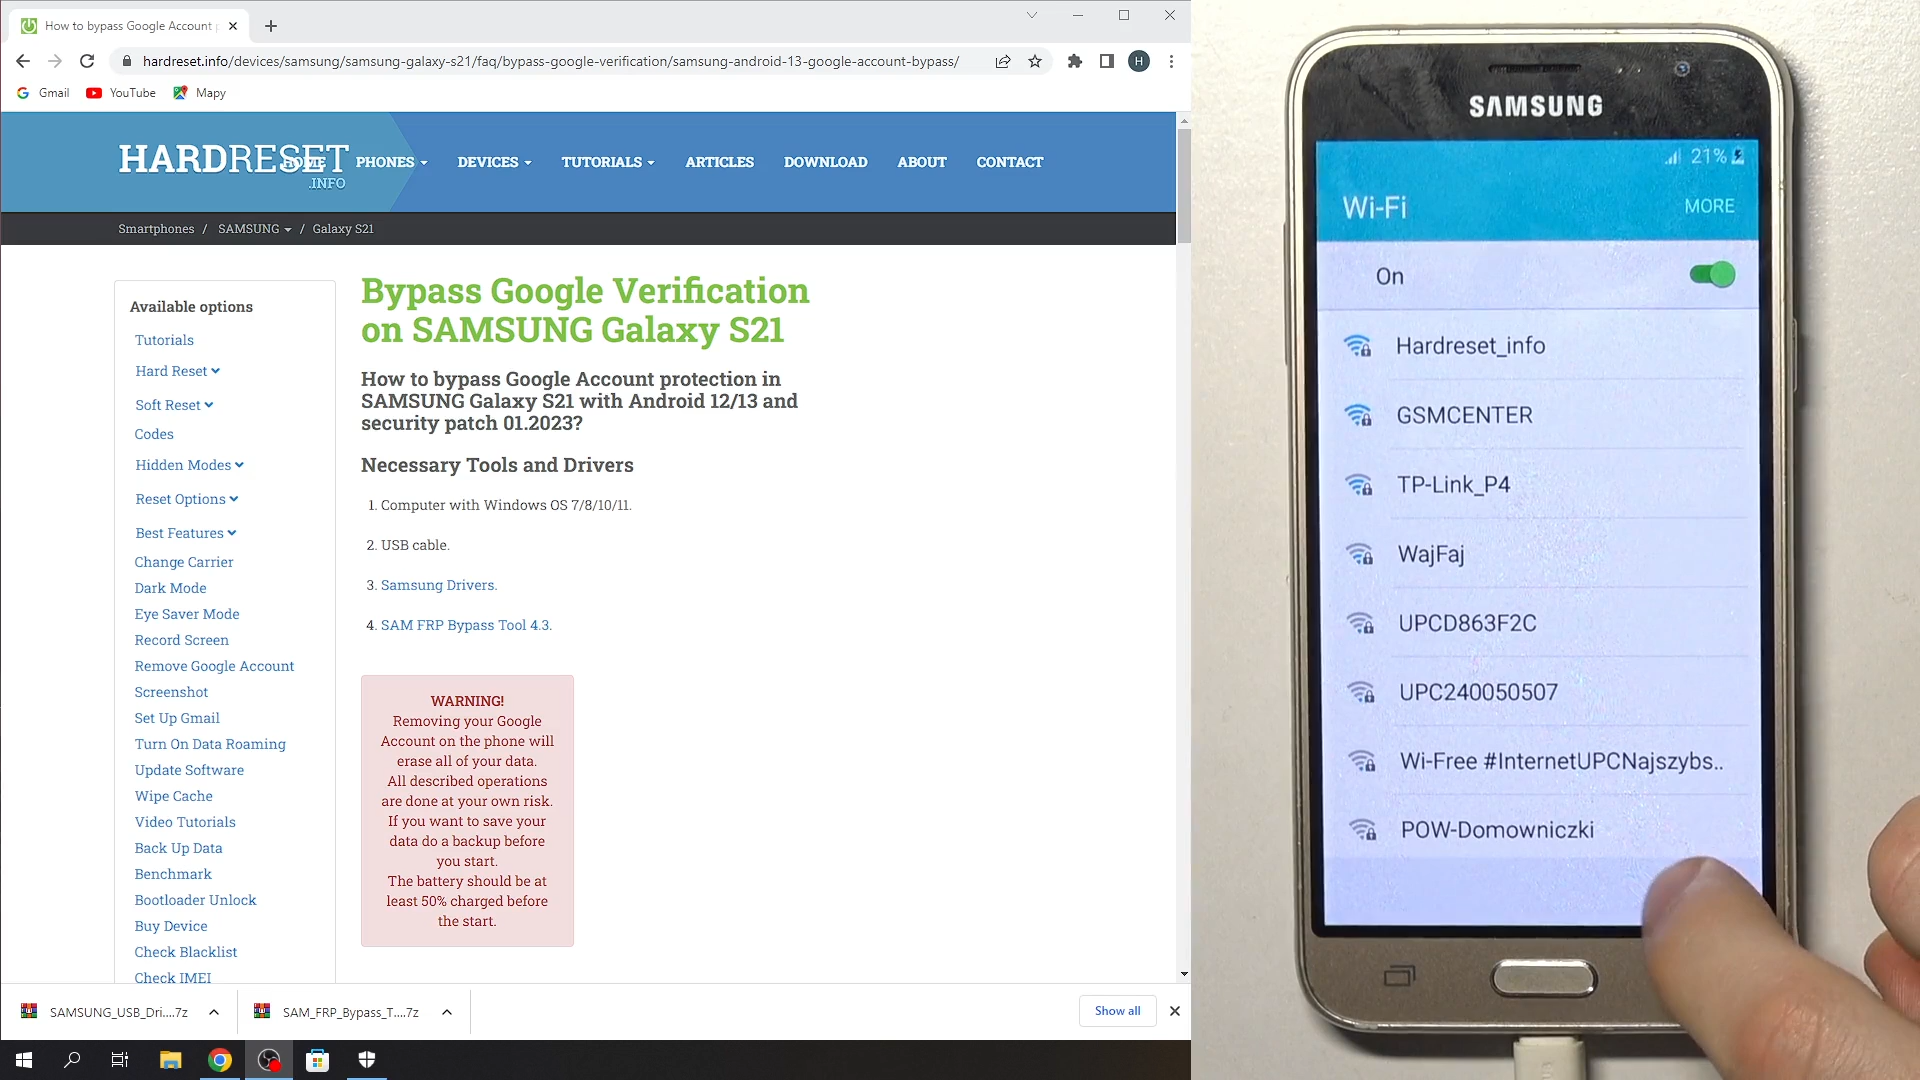 How to bypass Google Account p
hardreset.info/devices/samsung/samsung-galaxy-s21/faq/bypass-google-verification/samsung-android-13-google-account-bypass/
H
Gmail
YouTube
Mapy
HARDRESET
.INFO
HOME
PHONES
DEVICES
TUTORIALS
ARTICLES
DOWNLOAD
ABOUT
CONTACT
Smartphones / SAMSUNG / Galaxy S21
Available options
Tutorials
Hard Reset
Soft Reset
Codes
Hidden Modes
Reset Options
Best Features
Change Carrier
Dark Mode
Eye Saver Mode
Record Screen
Remove Google Account
Screenshot
Set Up Gmail
Turn On Data Roaming
Update Software
Wipe Cache
Video Tutorials
Back Up Data
Benchmark
Bootloader Unlock
Buy Device
Check Blacklist
Check IMEI
Bypass Google Verification
on SAMSUNG Galaxy S21
How to bypass Google Account protection in
SAMSUNG Galaxy S21 with Android 12/13 and
security patch 01.2023?
Necessary Tools and Drivers
1. Computer with Windows OS 7/8/10/11.
2. USB cable.
3. Samsung Drivers.
4. SAM FRP Bypass Tool 4.3.
WARNING!
Removing your Google
Account on the phone will
erase all of your data.
All described operations
are done at your own risk.
If you want to save your
data do a backup before
you start.
The battery should be at
least 50% charged before
the start.
SAMSUNG_USB_Dri....7z
SAM_FRP_Bypass_T....7z
Show all
SAMSUNG
21%
Wi-Fi
MORE
On
Hardreset_info
GSMCENTER
TP-Link_P4
WajFaj
UPCD863F2C
UPC240050507
Wi-Free #InternetUPCNajszybs..
POW-Domowniczki